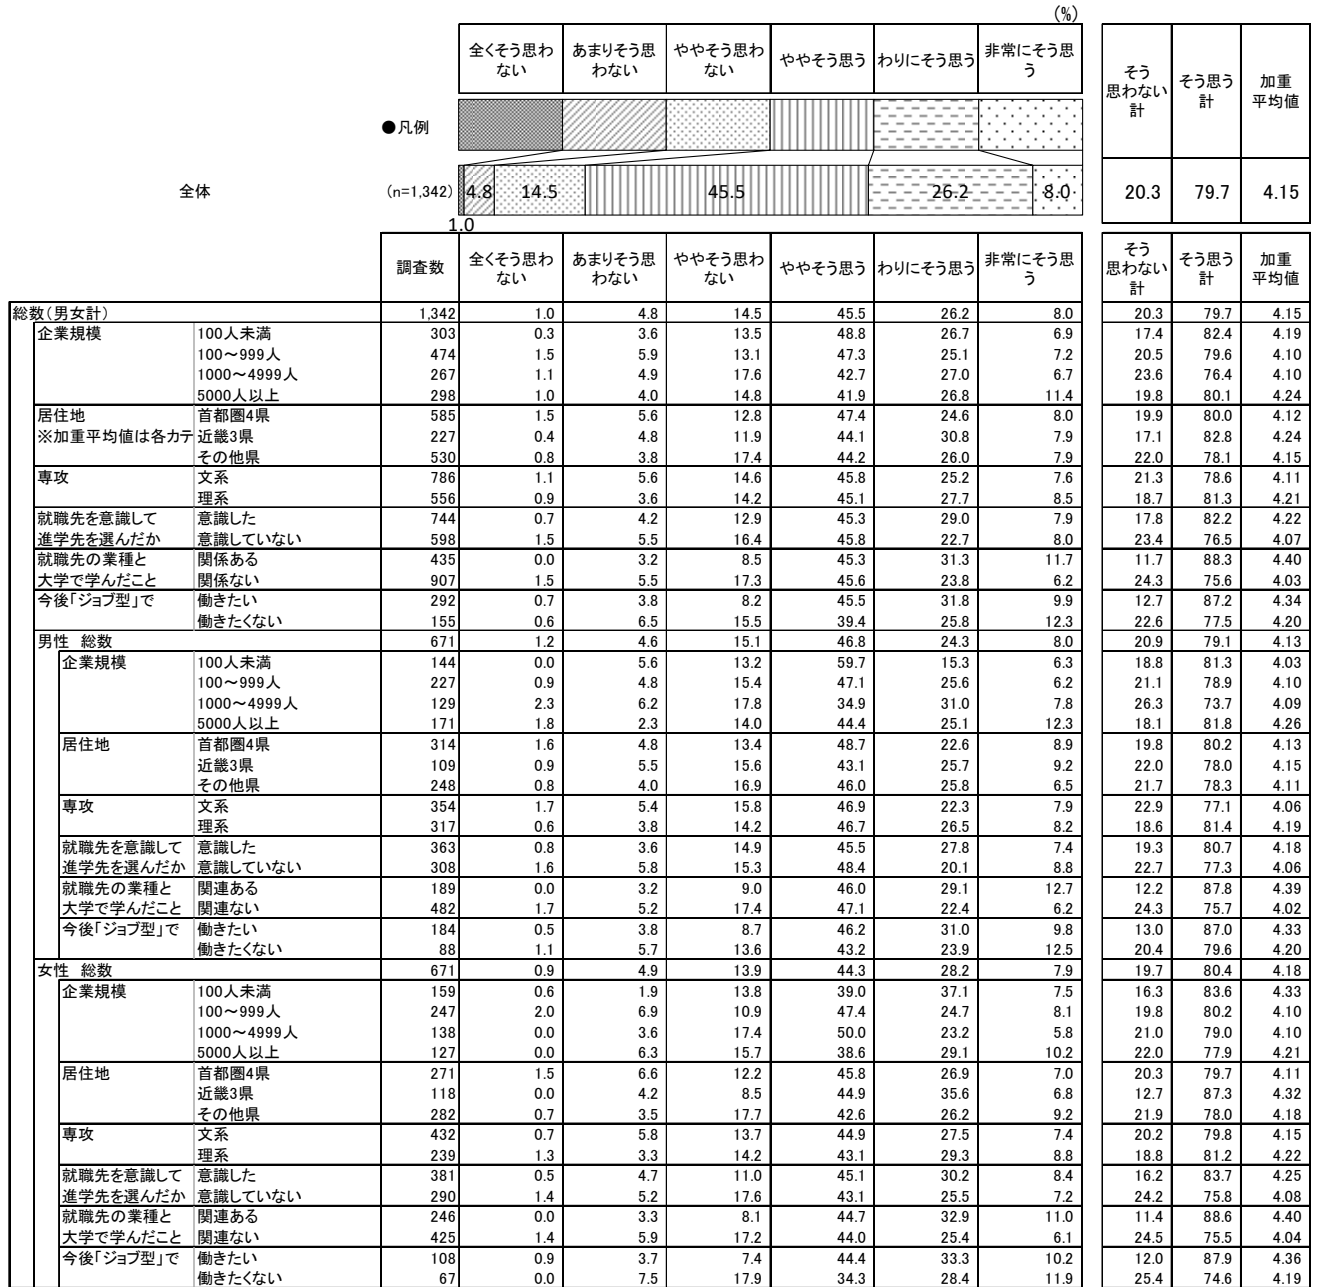 (%)
全くそう思わない あまりそう思わない ややそう思わない ややそう思う わりにそう思う 非常にそう思う そう思わない計 そう思う計 加重平均値
●凡例
全体 (n=1,342) 4.8 14.5 45.5 26.2 8.0 20.3 79.7 4.15
1.0
調査数 全くそう思わない あまりそう思わない ややそう思わない ややそう思う わりにそう思う 非常にそう思う そう思わない計 そう思う計 加重平均値
総数(男女計) 1,342 1.0 4.8 14.5 45.5 26.2 8.0 20.3 79.7 4.15
企業規模 100人未満 303 0.3 3.6 13.5 48.8 26.7 6.9 17.4 82.4 4.19
100～999人 474 1.5 5.9 13.1 47.3 25.1 7.2 20.5 79.6 4.10
1000～4999人 267 1.1 4.9 17.6 42.7 27.0 6.7 23.6 76.4 4.10
5000人以上 298 1.0 4.0 14.8 41.9 26.8 11.4 19.8 80.1 4.24
居住地 首都圏4県 585 1.5 5.6 12.8 47.4 24.6 8.0 19.9 80.0 4.12
※加重平均値は各カテ 近畿3県 227 0.4 4.8 11.9 44.1 30.8 7.9 17.1 82.8 4.24
その他県 530 0.8 3.8 17.4 44.2 26.0 7.9 22.0 78.1 4.15
専攻 文系 786 1.1 5.6 14.6 45.8 25.2 7.6 21.3 78.6 4.11
理系 556 0.9 3.6 14.2 45.1 27.7 8.5 18.7 81.3 4.21
就職先を意識して 意識した 744 0.7 4.2 12.9 45.3 29.0 7.9 17.8 82.2 4.22
進学先を選んだか 意識していない 598 1.5 5.5 16.4 45.8 22.7 8.0 23.4 76.5 4.07
就職先の業種と 関係ある 435 0.0 3.2 8.5 45.3 31.3 11.7 11.7 88.3 4.40
大学で学んだこと 関係ない 907 1.5 5.5 17.3 45.6 23.8 6.2 24.3 75.6 4.03
今後「ジョブ型」で 働きたい 292 0.7 3.8 8.2 45.5 31.8 9.9 12.7 87.2 4.34
働きたくない 155 0.6 6.5 15.5 39.4 25.8 12.3 22.6 77.5 4.20
男性 総数 671 1.2 4.6 15.1 46.8 24.3 8.0 20.9 79.1 4.13
企業規模 100人未満 144 0.0 5.6 13.2 59.7 15.3 6.3 18.8 81.3 4.03
100～999人 227 0.9 4.8 15.4 47.1 25.6 6.2 21.1 78.9 4.10
1000～4999人 129 2.3 6.2 17.8 34.9 31.0 7.8 26.3 73.7 4.09
5000人以上 171 1.8 2.3 14.0 44.4 25.1 12.3 18.1 81.8 4.26
居住地 首都圏4県 314 1.6 4.8 13.4 48.7 22.6 8.9 19.8 80.2 4.13
近畿3県 109 0.9 5.5 15.6 43.1 25.7 9.2 22.0 78.0 4.15
その他県 248 0.8 4.0 16.9 46.0 25.8 6.5 21.7 78.3 4.11
専攻 文系 354 1.7 5.4 15.8 46.9 22.3 7.9 22.9 77.1 4.06
理系 317 0.6 3.8 14.2 46.7 26.5 8.2 18.6 81.4 4.19
就職先を意識して 意識した 363 0.8 3.6 14.9 45.5 27.8 7.4 19.3 80.7 4.18
進学先を選んだか 意識していない 308 1.6 5.8 15.3 48.4 20.1 8.8 22.7 77.3 4.06
就職先の業種と 関連ある 189 0.0 3.2 9.0 46.0 29.1 12.7 12.2 87.8 4.39
大学で学んだこと 関連ない 482 1.7 5.2 17.4 47.1 22.4 6.2 24.3 75.7 4.02
今後「ジョブ型」で 働きたい 184 0.5 3.8 8.7 46.2 31.0 9.8 13.0 87.0 4.33
働きたくない 88 1.1 5.7 13.6 43.2 23.9 12.5 20.4 79.6 4.20
女性 総数 671 0.9 4.9 13.9 44.3 28.2 7.9 19.7 80.4 4.18
企業規模 100人未満 159 0.6 1.9 13.8 39.0 37.1 7.5 16.3 83.6 4.33
100～999人 247 2.0 6.9 10.9 47.4 24.7 8.1 19.8 80.2 4.10
1000～4999人 138 0.0 3.6 17.4 50.0 23.2 5.8 21.0 79.0 4.10
5000人以上 127 0.0 6.3 15.7 38.6 29.1 10.2 22.0 77.9 4.21
居住地 首都圏4県 271 1.5 6.6 12.2 45.8 26.9 7.0 20.3 79.7 4.11
近畿3県 118 0.0 4.2 8.5 44.9 35.6 6.8 12.7 87.3 4.32
その他県 282 0.7 3.5 17.7 42.6 26.2 9.2 21.9 78.0 4.18
専攻 文系 432 0.7 5.8 13.7 44.9 27.5 7.4 20.2 79.8 4.15
理系 239 1.3 3.3 14.2 43.1 29.3 8.8 18.8 81.2 4.22
就職先を意識して 意識した 381 0.5 4.7 11.0 45.1 30.2 8.4 16.2 83.7 4.25
進学先を選んだか 意識していない 290 1.4 5.2 17.6 43.1 25.5 7.2 24.2 75.8 4.08
就職先の業種と 関連ある 246 0.0 3.3 8.1 44.7 32.9 11.0 11.4 88.6 4.40
大学で学んだこと 関連ない 425 1.4 5.9 17.2 44.0 25.4 6.1 24.5 75.5 4.04
今後「ジョブ型」で 働きたい 108 0.9 3.7 7.4 44.4 33.3 10.2 12.0 87.9 4.36
働きたくない 67 0.0 7.5 17.9 34.3 28.4 11.9 25.4 74.6 4.19